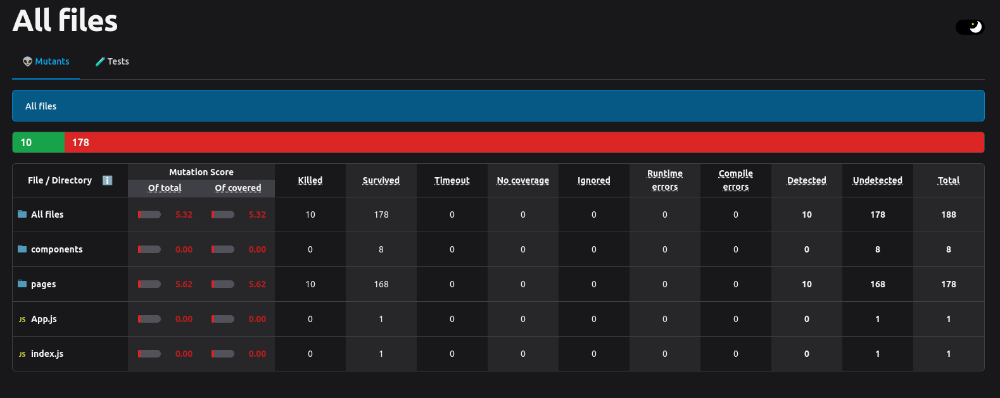 All files
👽 Mutants 🧪 Tests
All files
10 178
File / Directory ℹ️ Mutation Score Of total Of covered Killed Survived Timeout No coverage Ignored Runtime errors Compile errors Detected Undetected Total
All files 5.32 5.32 10 178 0 0 0 0 0 10 178 188
components 0.00 0.00 0 8 0 0 0 0 0 0 8 8
pages 5.62 5.62 10 168 0 0 0 0 0 10 168 178
JS App.js 0.00 0.00 0 1 0 0 0 0 0 0 1 1
JS index.js 0.00 0.00 0 1 0 0 0 0 0 0 1 1